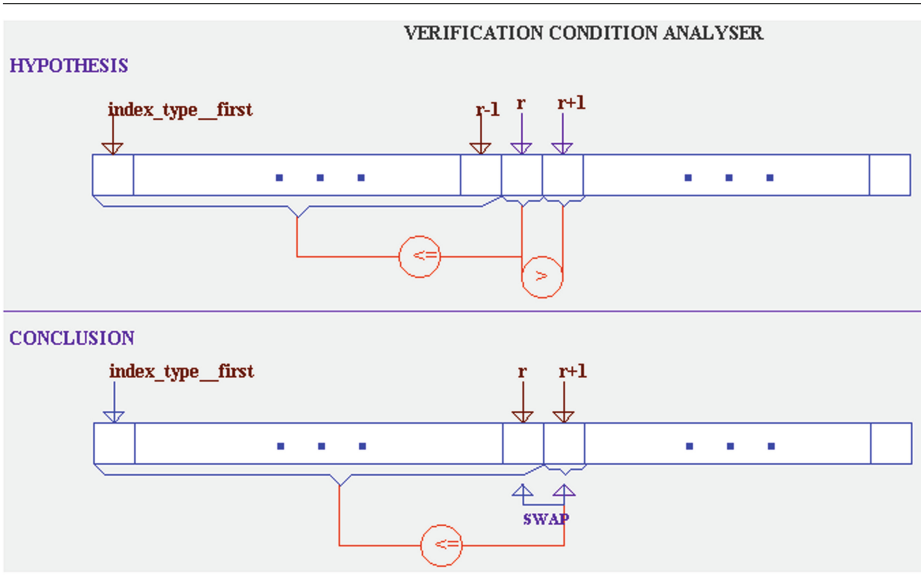 VERIFICATION CONDITION ANALYSER
HYPOTHESIS
index_type__first r-1 r r+1
<= 
>
CONCLUSION
index_type__first r r+1
SWAP
<=